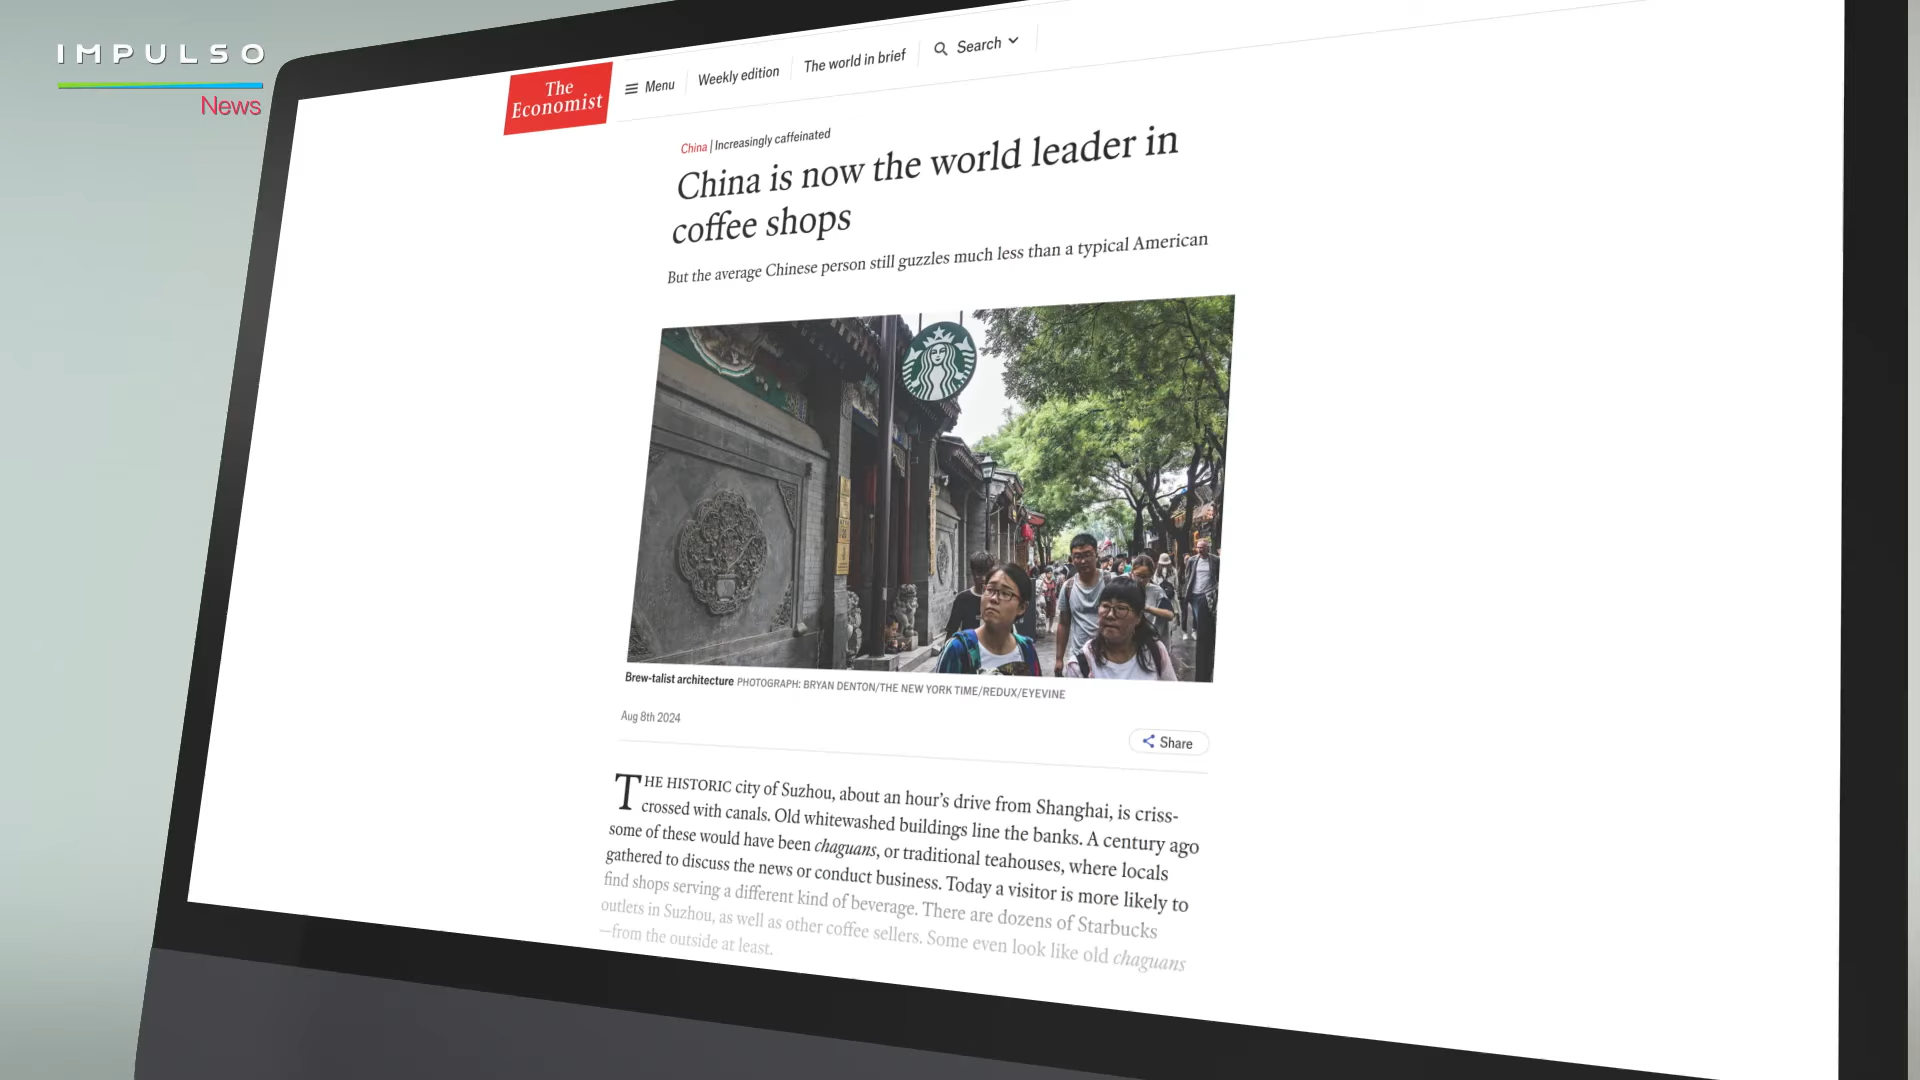 IMPULSO
News
The
Economist
Menu
Weekly edition
The world in brief
Search
China | Increasingly caffeinated
China is now the world leader in
coffee shops
But the average Chinese person still guzzles much less than a typical American
Brew-talist architecture PHOTOGRAPH: BRYAN DENTON/THE NEW YORK TIME/REDUX/EYEVINE
Aug 8th 2024
Share
THE HISTORIC city of Suzhou, about an hour’s drive from Shanghai, is criss-
crossed with canals. Old whitewashed buildings line the banks. A century ago
some of these would have been chaguans, or traditional teahouses, where locals
gathered to discuss the news or conduct business. Today a visitor is more likely to
find shops serving a different kind of beverage. There are dozens of Starbucks
outlets in Suzhou, as well as other coffee sellers. Some even look like old chaguans
—from the outside at least.